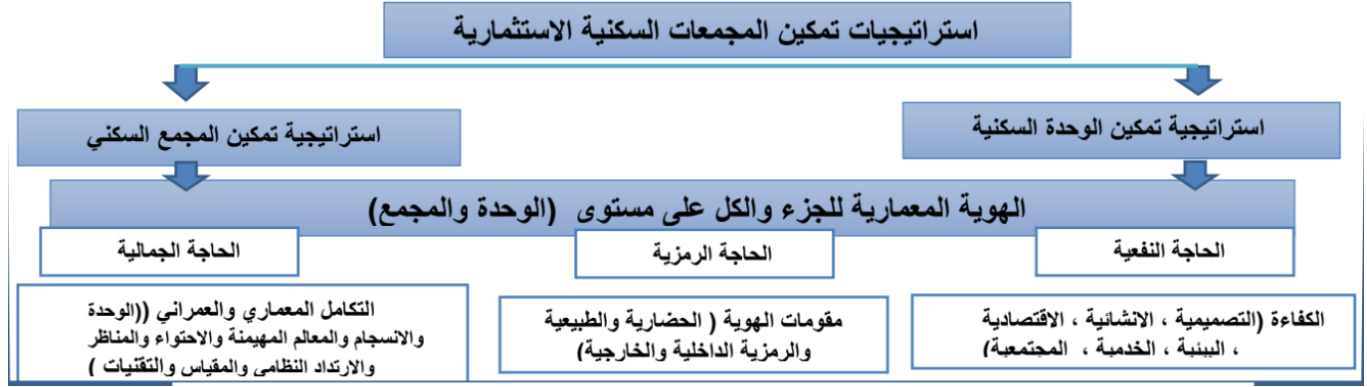 استراتيجيات تمكين المجمعات السكنية الاستثمارية
استراتيجية تمكين الوحدة السكنية
استراتيجية تمكين المجمع السكني
الهوية المعمارية للجزء والكل على مستوى (الوحدة والمجمع)
الحاجة النفعية
الحاجة الرمزية
الحاجة الجمالية
الكفاءة (التصميمية ، الانشائية ، الاقتصادية
، البيئية ، الخدمية ، المجتمعية)
مقومات الهوية ( الحضارية والطبيعية
والرمزية الداخلية والخارجية)
التكامل المعماري والعمراني ((الوحدة
والانسجام والمعالم المهيمنة والاحتواء والمناظر
والارتداد النظامي والمقياس والتقنيات )